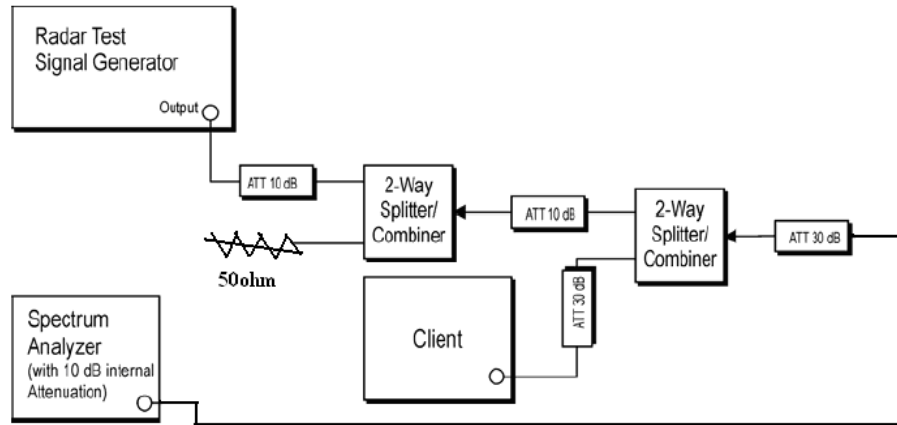 Radar Test
Signal Generator
Output
ATT 10 dB
2-Way
Splitter/
Combiner
ATT 10 dB
2-Way
Splitter/
Combiner
ATT 30 dB
50ohm
ATT 30 dB
Spectrum
Analyzer
(with 10 dB internal
Attenuation)
Client